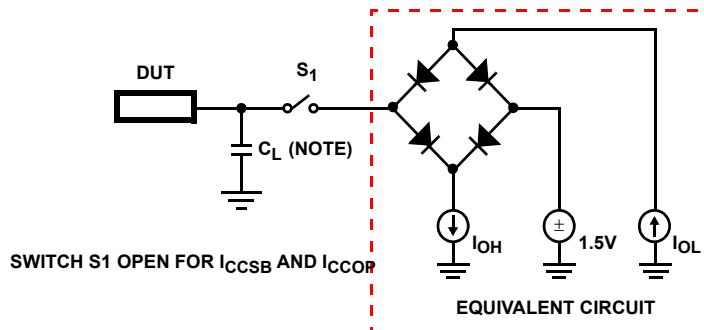 DUT
S1
CL (NOTE)
IOH
±
1.5V
IOL
SWITCH S1 OPEN FOR ICCSB AND ICCOP
EQUIVALENT CIRCUIT